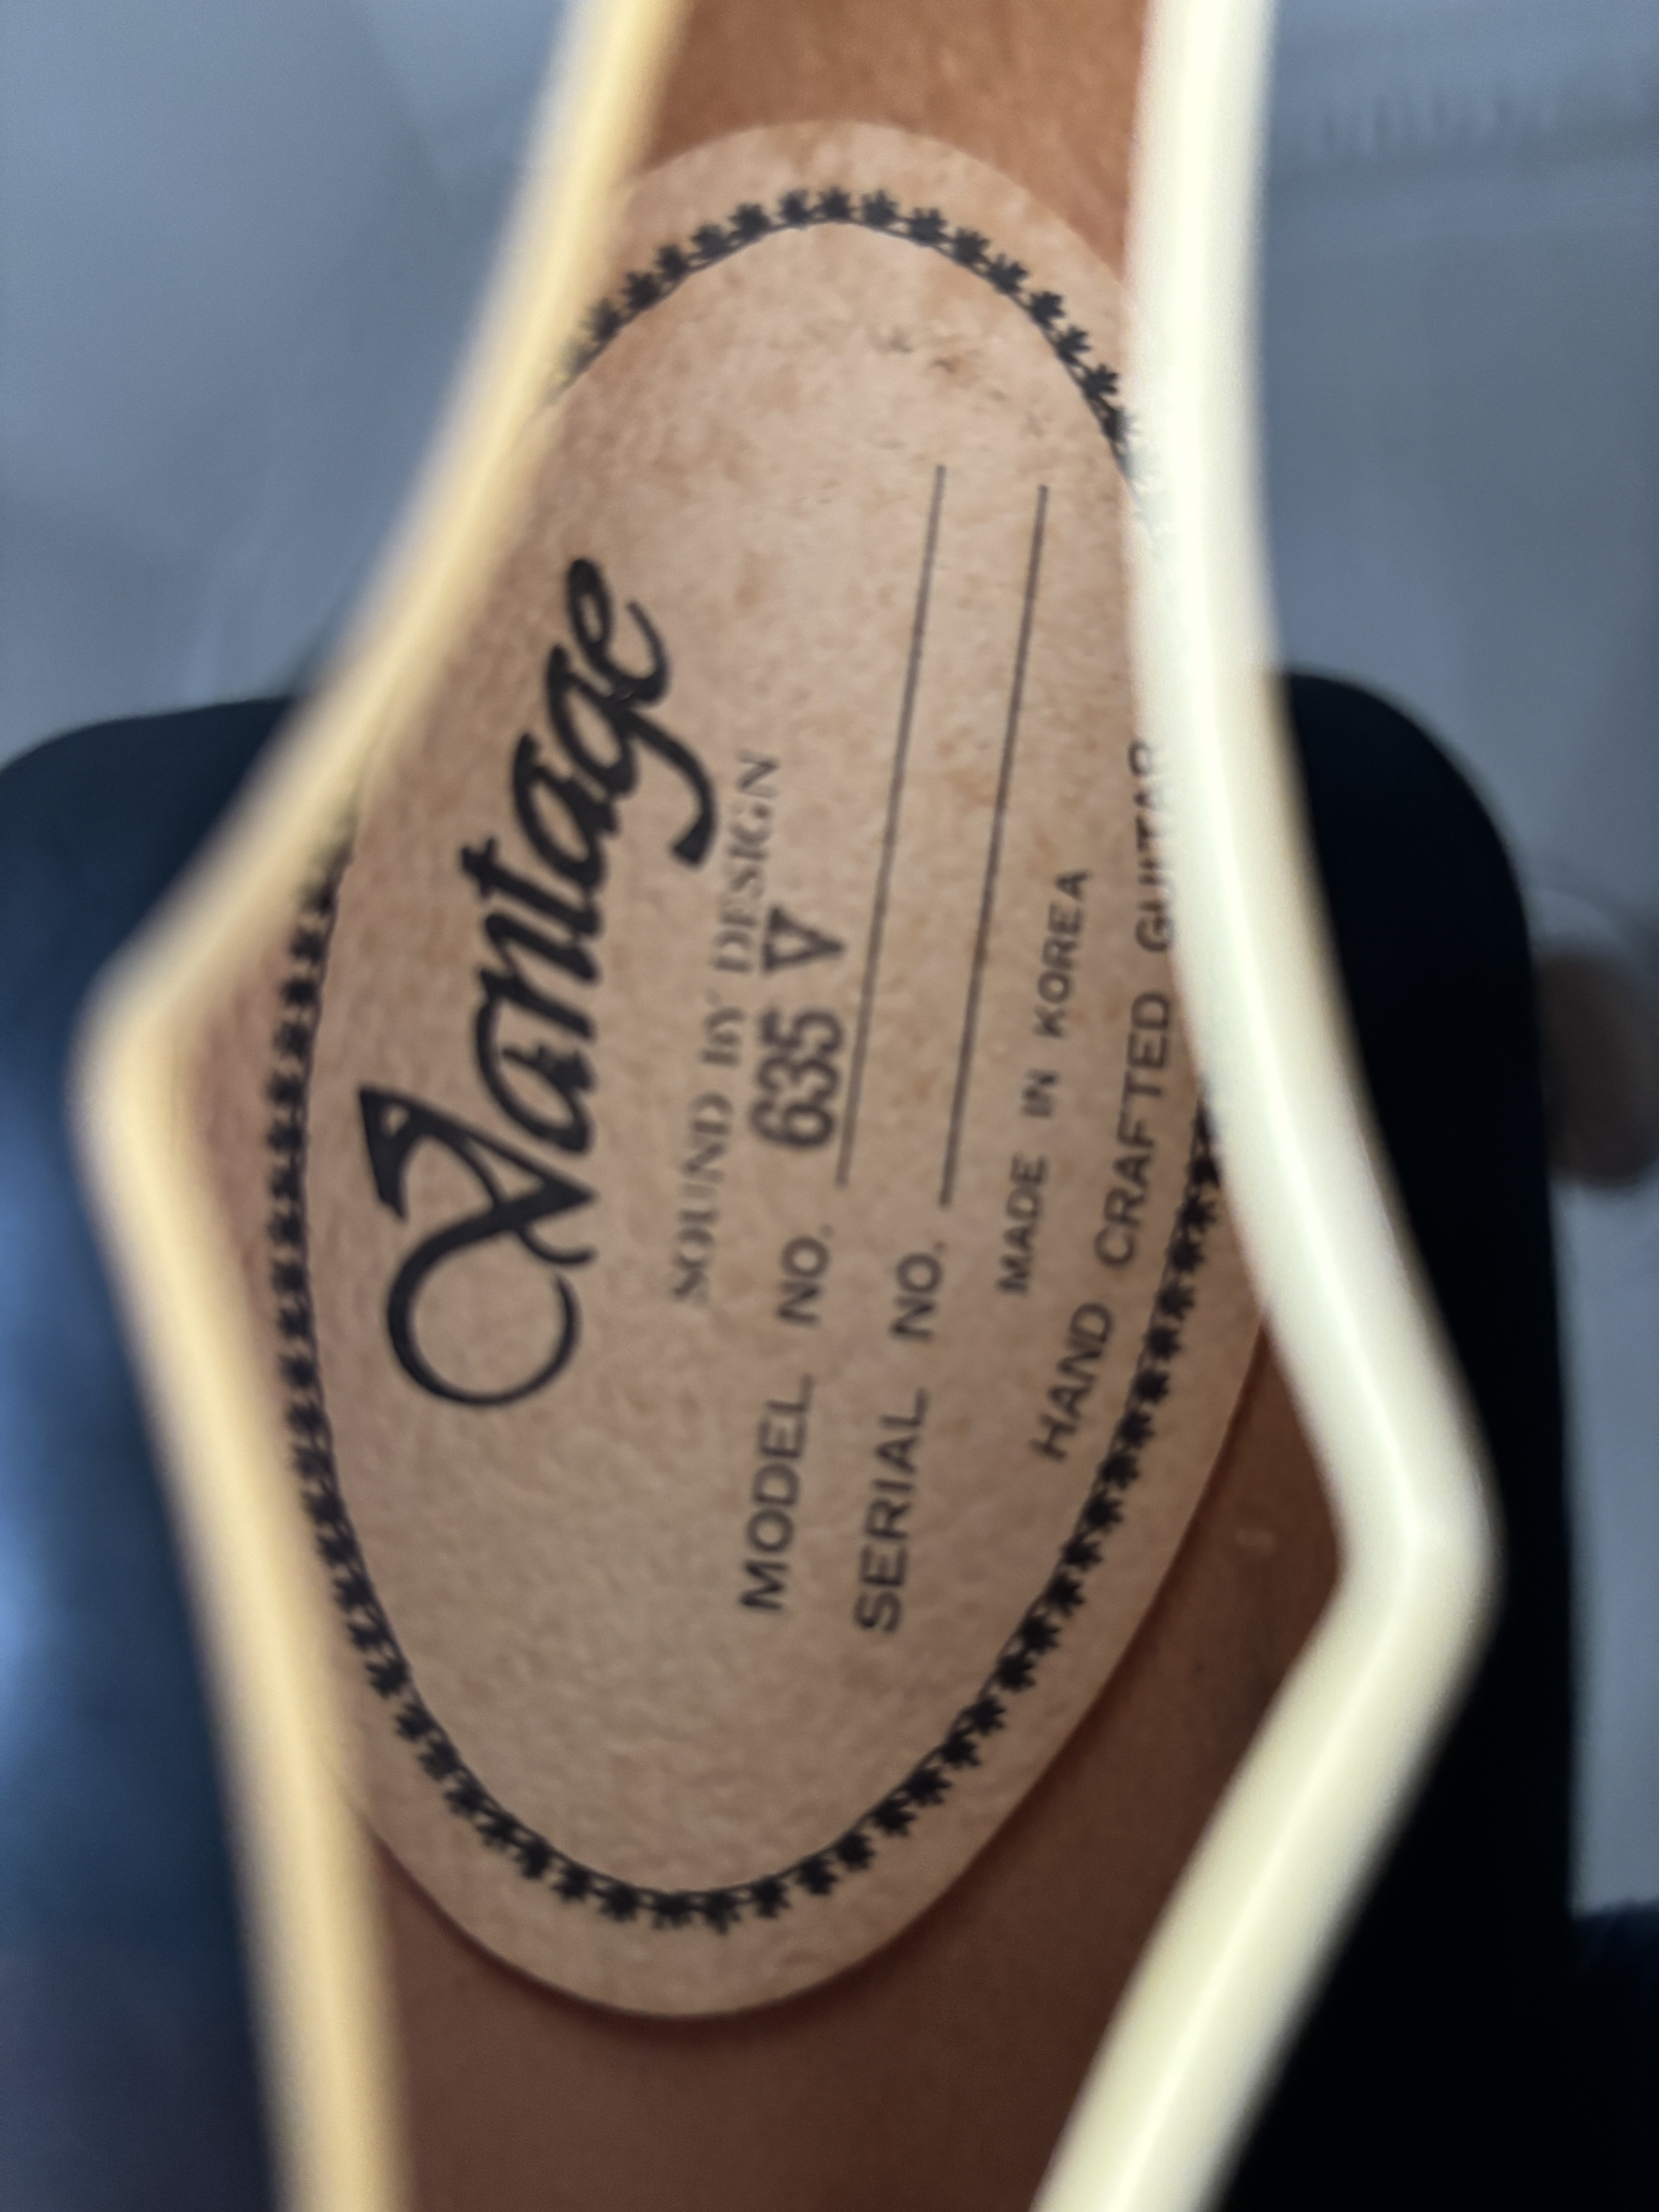 Vantage
SOUND BY DESIGN
MODEL NO. 635 V
SERIAL NO.
MADE IN KOREA
HAND CRAFTED GUITAR